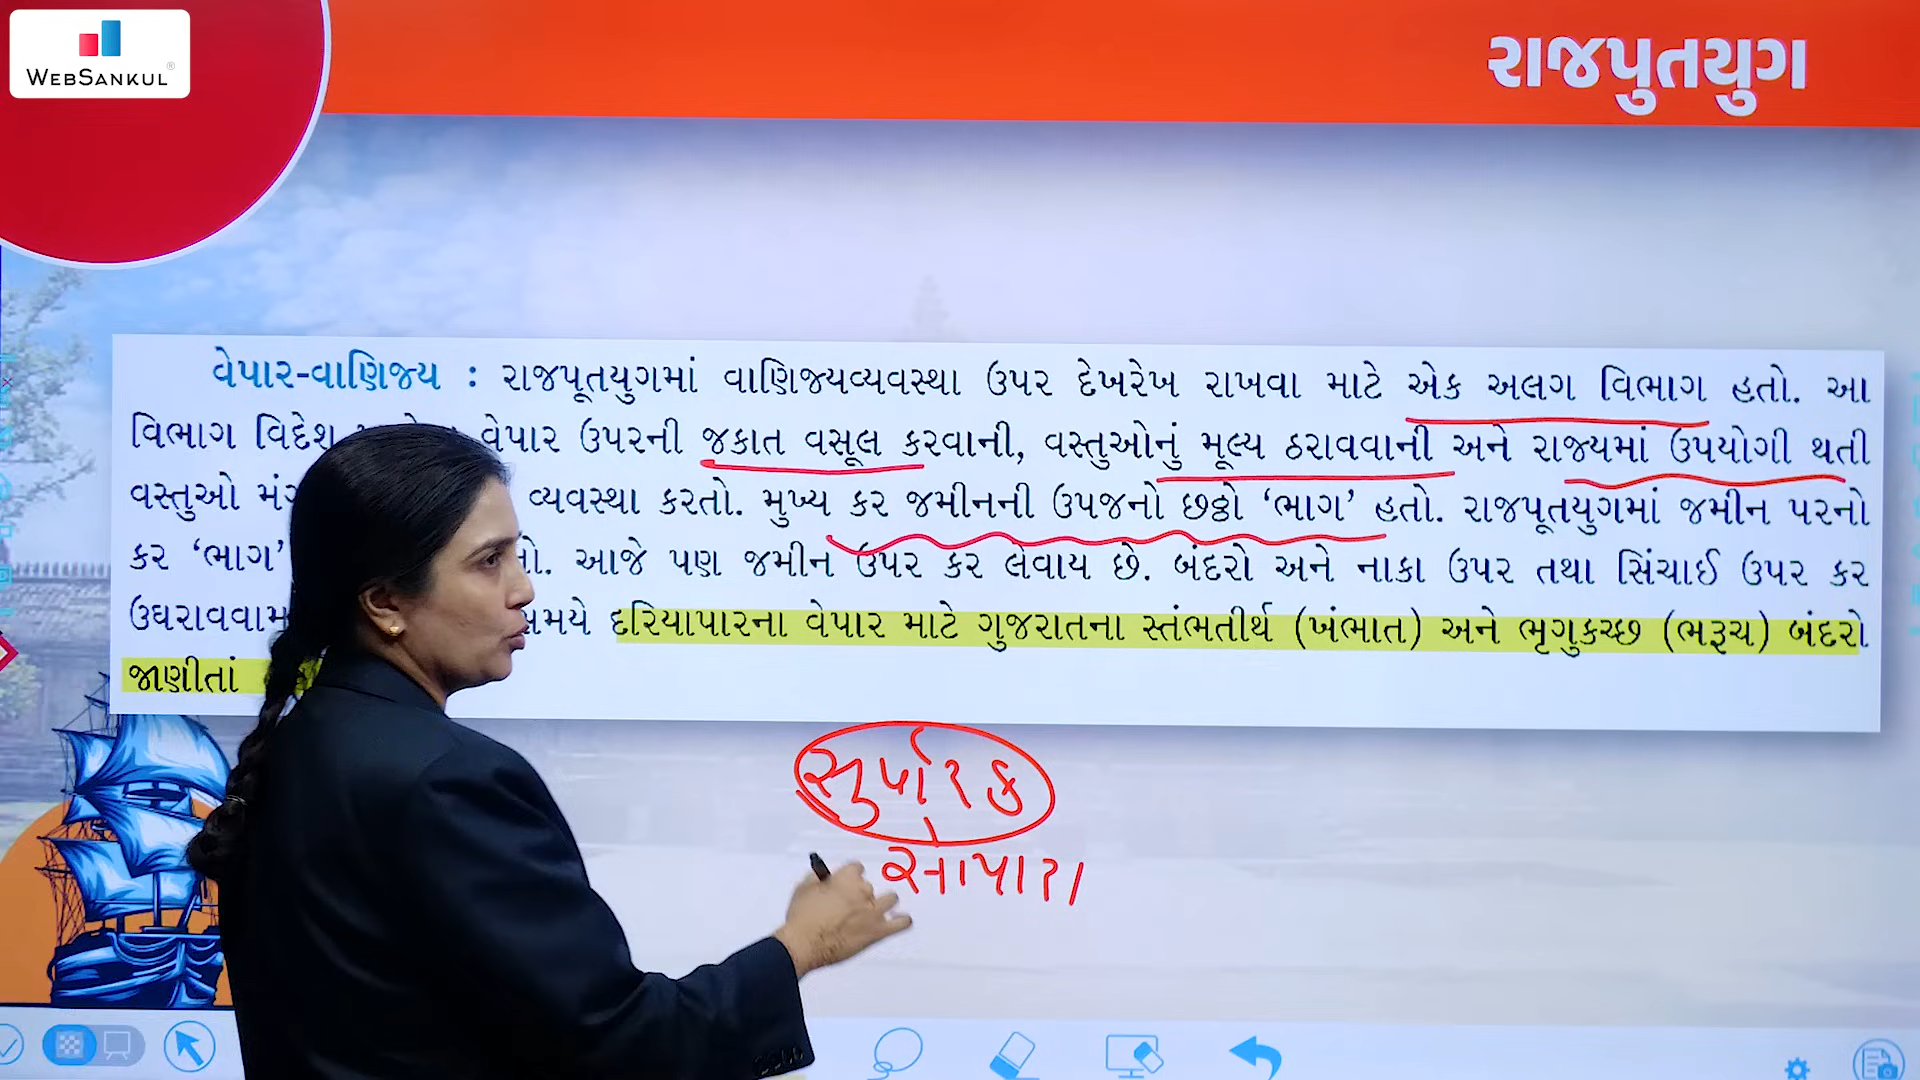 WEBSANKUL
રાજપુતયુગ
વેપાર-વાણિજ્ય : રાજપૂતયુગમાં વાણિજ્યવ્યવસ્થા ઉપર દેખરેખ રાખવા માટે એક અલગ વિભાગ હતો. આ
વિભાગ વિદેશ વેપાર ઉપરની જકાત વસૂલ કરવાની, વસ્તુઓનું મૂલ્ય ઠરાવવાની અને રાજ્યમાં ઉપયોગી થતી
વસ્તુઓ વ્યવસ્થા કરતો. મુખ્ય કર જમીનની ઉપજનો છઠ્ઠો ‘ભાગ’ હતો. રાજપૂતયુગમાં જમીન પરનો
કર ‘ભાગ’ આજે પણ જમીન ઉપર કર લેવાય છે. બંદરો અને નાકા ઉપર તથા સિંચાઈ ઉપર કર
દરિયાપારના વેપાર માટે ગુજરાતના સ્તંભતીર્થ (ખંભાત) અને ભૃગુકચ્છ (ભરૂચ) બંદરો
જાણીતાં
સુર્પારક
સોપારા